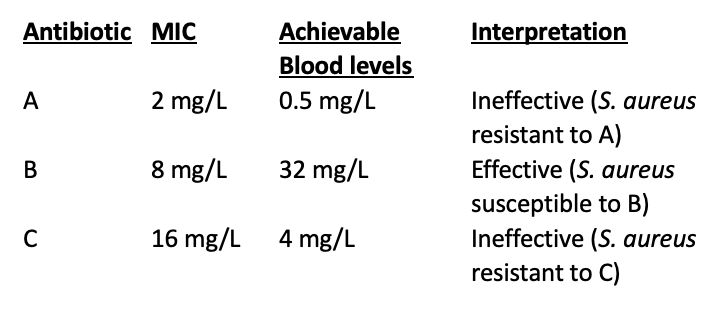 Antibiotic MIC Achievable Interpretation
Blood levels
A 2 mg/L 0.5 mg/L Ineffective (S. aureus
resistant to A)
B 8 mg/L 32 mg/L Effective (S. aureus
susceptible to B)
C 16 mg/L 4 mg/L Ineffective (S. aureus
resistant to C)